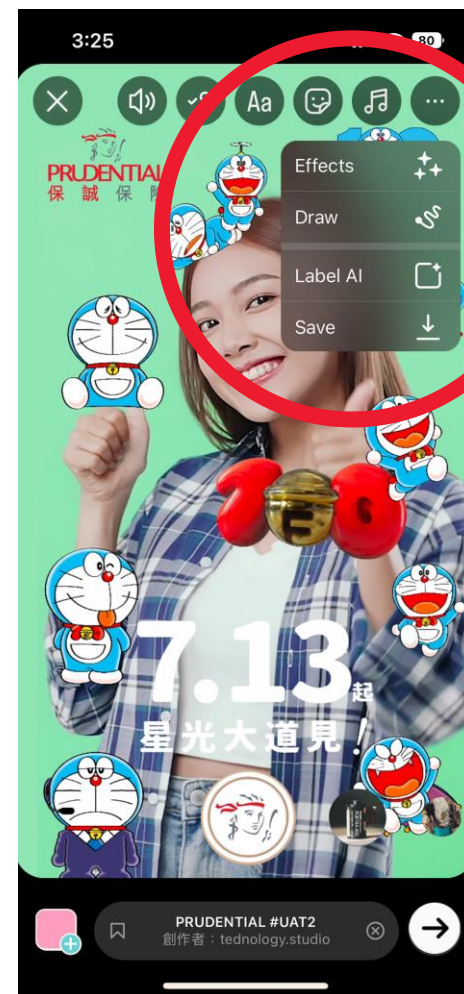 3:25
80
Aa
PRUDENTIAL
保誠保
Effects
Draw
Label AI
Save
7.13起
星光大道見!
PRUDENTIAL #UAT2
創作者：tednology.studio